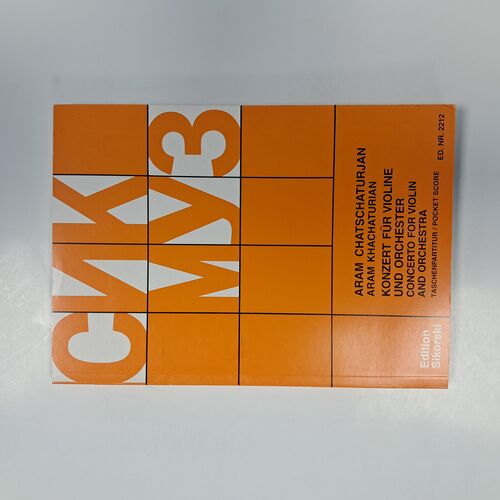 СИК
МУЗ
ARAM CHATSCHATURJAN
ARAM KHACHATURIAN
KONZERT FÜR VIOLINE
UND ORCHESTER
CONCERTO FOR VIOLIN
AND ORCHESTRA
TASCHENPARTITUR / POCKET SCORE ED. NR. 2212
Edition
Sikorski